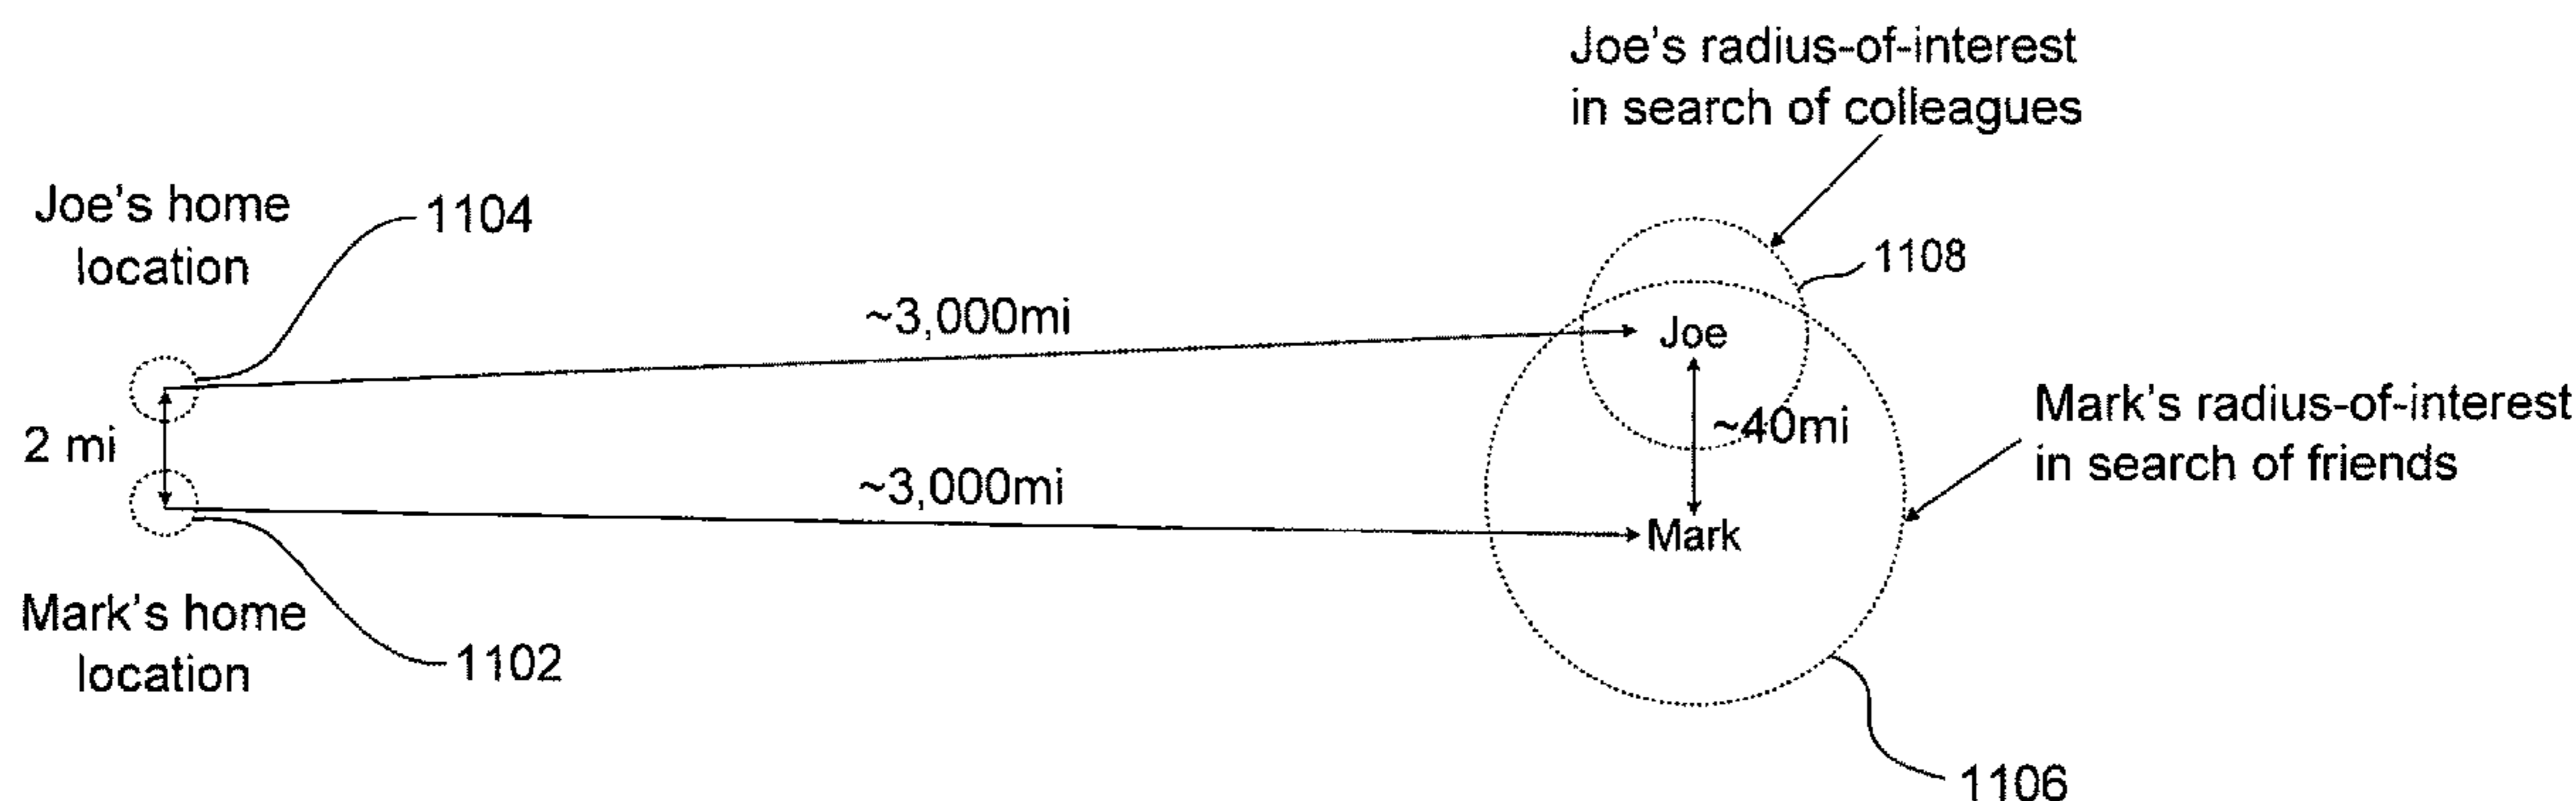 Joe's radius-of-interest
in search of colleagues
Joe's home
location
1104
1108
~3,000mi
Joe
2 mi
~40mi
Mark's radius-of-interest
in search of friends
~3,000mi
Mark
Mark's home
location
1102
1106